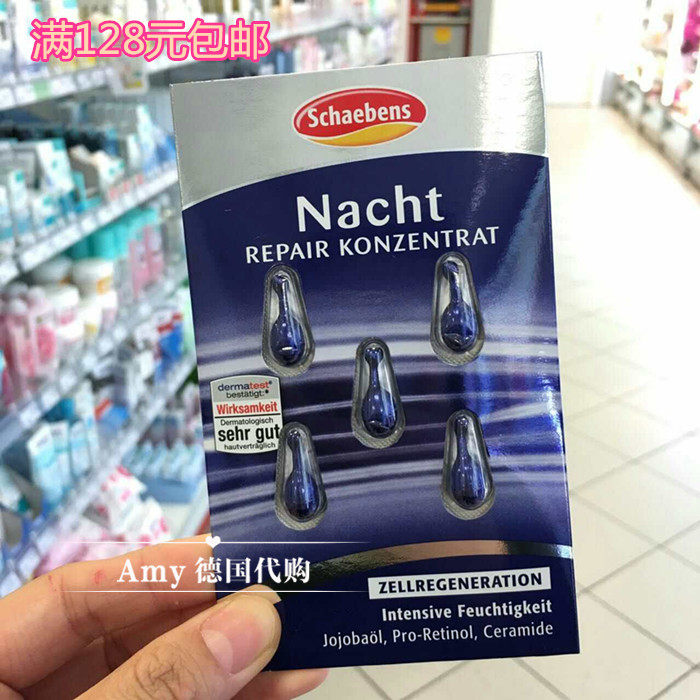 满128元包邮
Schaebens
Nacht
REPAIR KONZENTRAT
dermatest®
bestätigt:*
Wirksamkeit
Dermatologisch
sehr gut
hautverträglich
Amy 德国代购
ZELLREGENERATION
Intensive Feuchtigkeit
Jojobaöl, Pro-Retinol, Ceramide